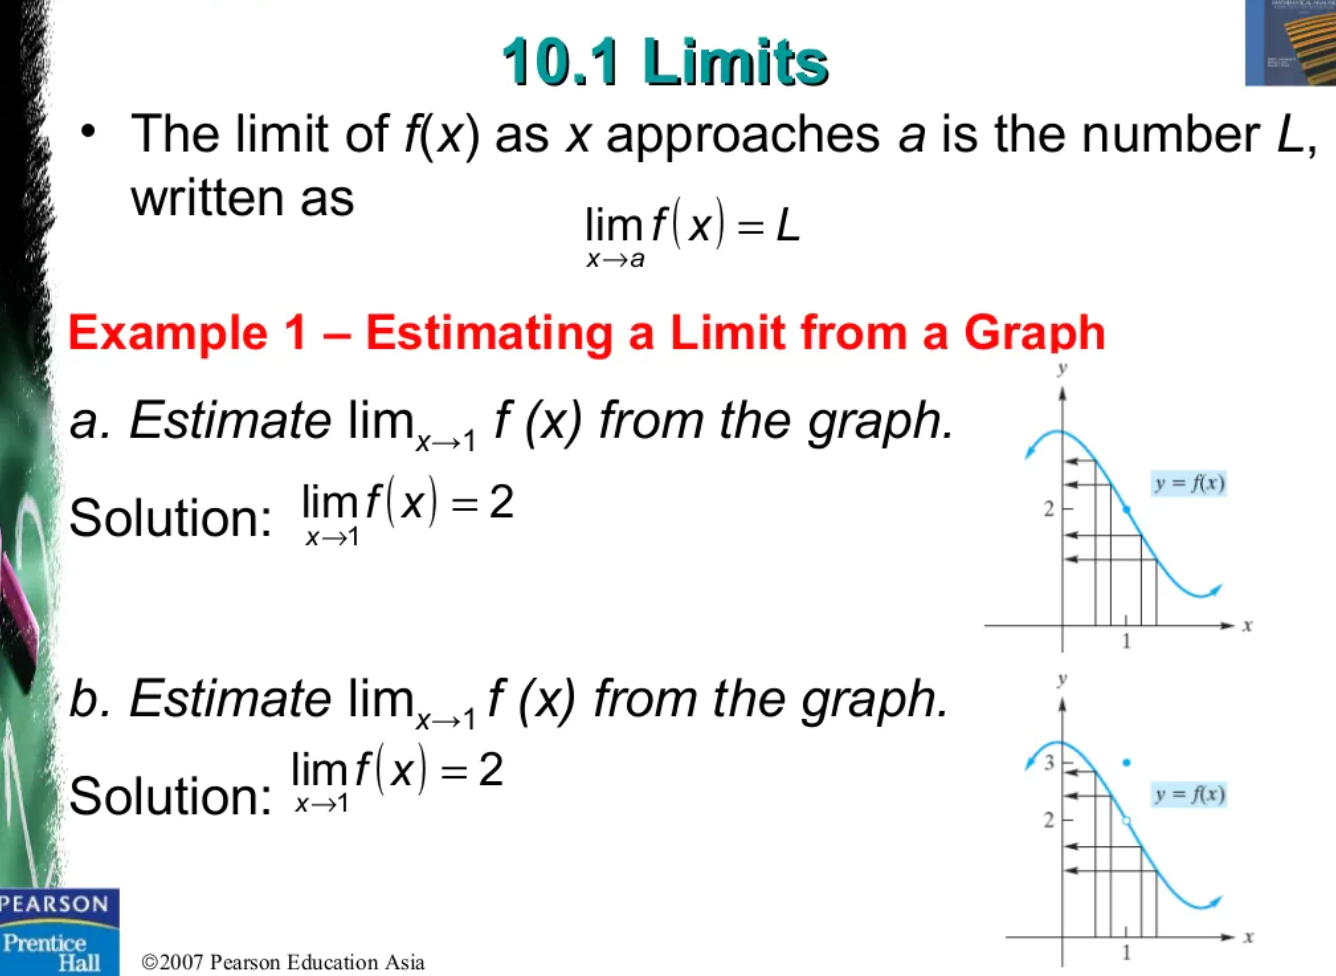 10.1 Limits
• The limit of f(x) as x approaches a is the number L,
written as
lim f(x) = L
x→a
Example 1 – Estimating a Limit from a Graph
a. Estimate limx→1 f (x) from the graph.
Solution: lim f(x) = 2
x→1
y
y = f(x)
2
x
1
b. Estimate limx→1 f (x) from the graph.
Solution: lim f(x) = 2
x→1
y
3
y = f(x)
2
x
1
PEARSON
Prentice
Hall
©2007 Pearson Education Asia